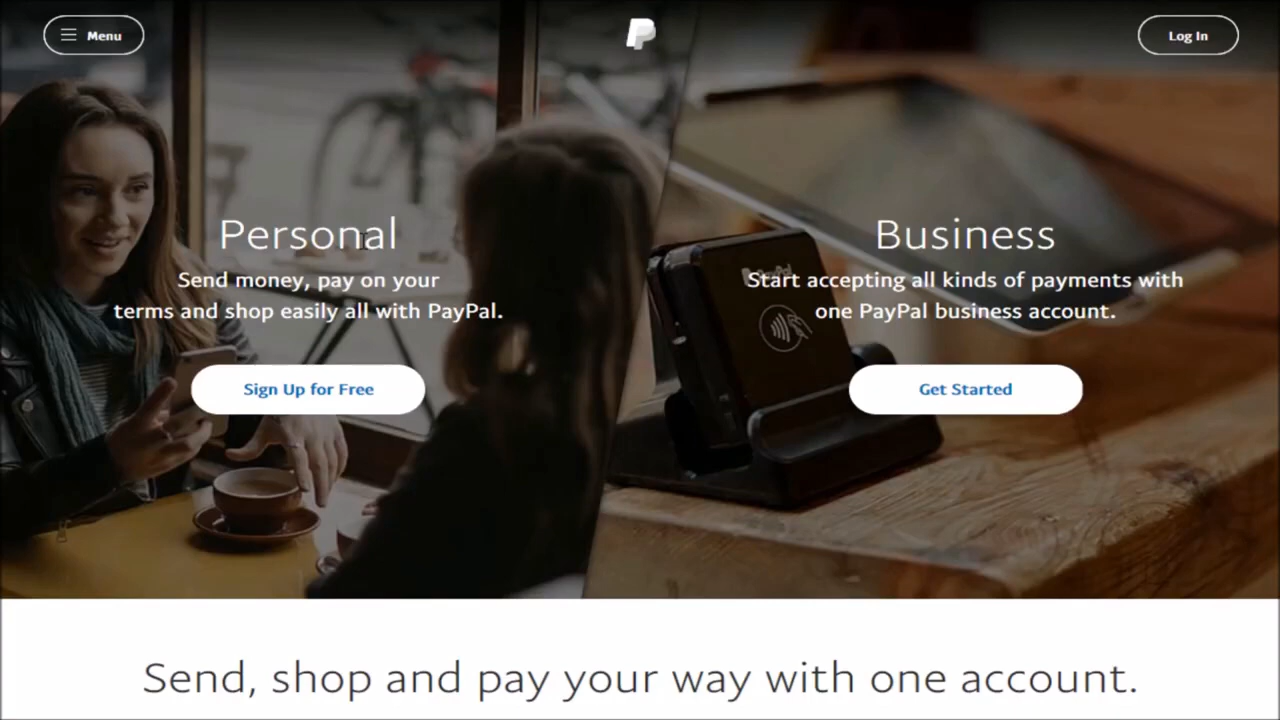 Menu
Log In
Personal
Send money, pay on your
terms and shop easily all with PayPal.
Sign Up for Free
Business
Start accepting all kinds of payments with
one PayPal business account.
Get Started
Send, shop and pay your way with one account.